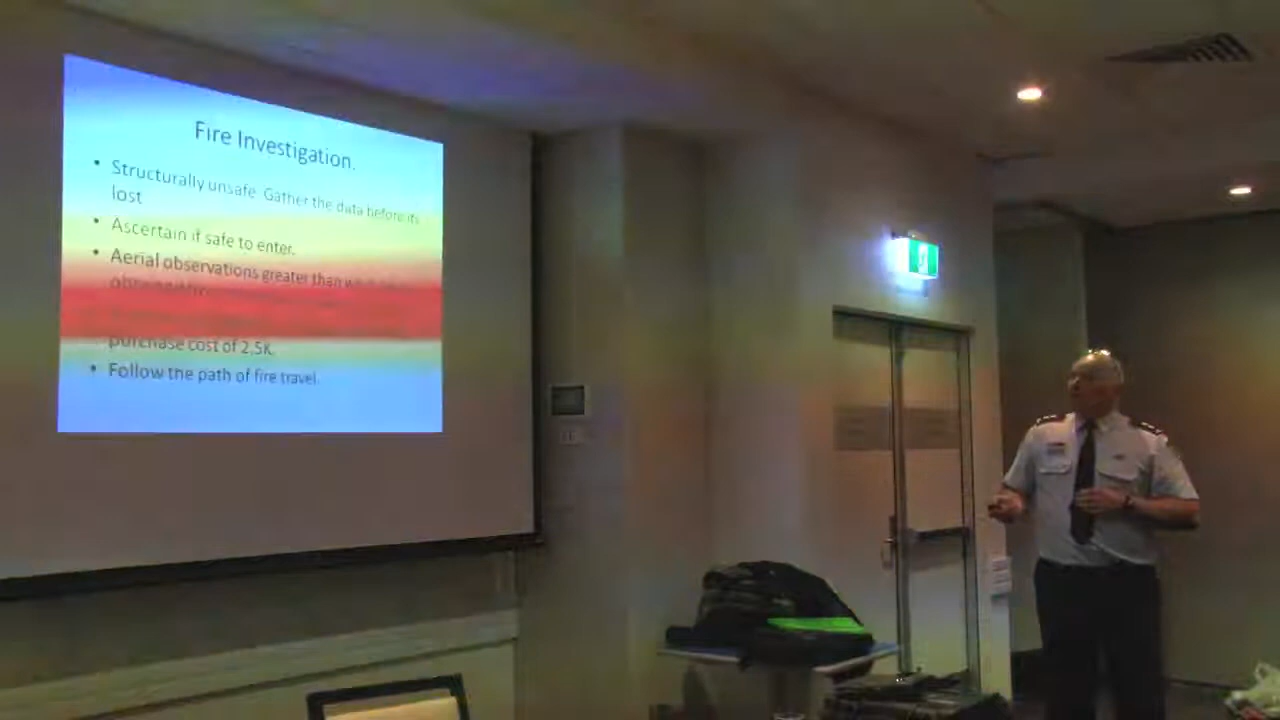 Fire Investigation.
• Structurally unsafe Gather the data before its
lost
• Ascertain if safe to enter.
• Aerial observations greater than
purchase cost of 2.5K.
• Follow the path of fire travel.